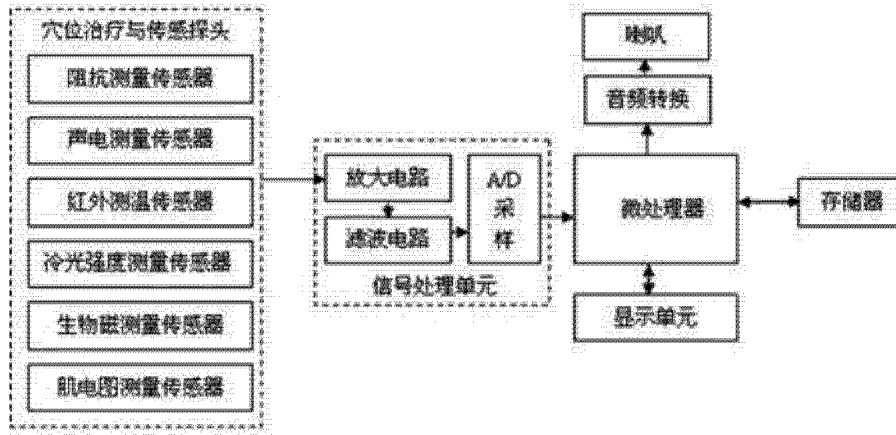 穴位治疗与传感探头
阻抗测量传感器
声电测量传感器
红外测温传感器
冷光强度测量传感器
生物磁测量传感器
肌电图测量传感器
放大电路
滤波电路
A/D
采
样
信号处理单元
喇叭
音频转换
微处理器
存储器
显示单元